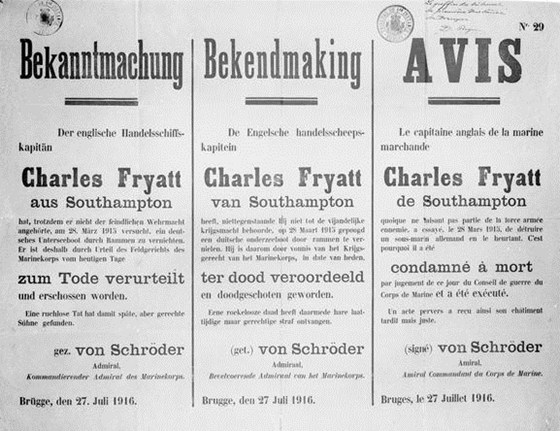 Nr. 29
Bekanntmachung
Der englische Handelsschiffs-
kapitän
Charles Fryatt
aus Southampton
hat, trotzdem er nicht der feindlichen Wehrmacht
angehörte, am 28. März 1915 versucht, ein deut-
sches Unterseeboot durch Rammen zu vernichten.
Er ist deshalb durch Urteil des Feldgerichts des
Marinekorps vom heutigen Tage
zum Tode verurteilt
und erschossen worden.
Eine ruchlose Tat hat damit späte, aber gerechte
Sühne gefunden.
gez. von Schröder
Admiral,
Kommandierender Admiral des Marinekorps.
Brügge, den 27. Juli 1916.
Bekendmaking
De Engelsche handelsscheeps-
kapitein
Charles Fryatt
van Southampton
heeft, niettegenstaande Hij niet tot de vijandelijke
krijgsmacht behoorde, op 28 Maart 1915 gepoogd
een duitsche onderzeeboot door rammen te ver-
nielen. Hij is daarom door vonnis van het Krijgs-
gerecht van het Marinekorps, in date van heden,
ter dood veroordeeld
en doodgeschoten geworden.
Eene roekelooze daad heeft daarmede hare laat-
tijdige maar gerechtige straf ontvangen.
(get.) von Schröder
Admiraal,
Bevelvoerende Admiraal van het Marinekorps.
Brugge, den 27 Juli 1916.
AVIS
Le capitaine anglais de la marine
marchande
Charles Fryatt
de Southampton
quoique ne faisant pas partie de la force armée
ennemie, a essayé, le 28 Mars 1915, de détruire
un sous-marin allemand en le heurtant. C'est
pourquoi il a été
condamné à mort
par jugement de ce jour du Conseil de guerre du
Corps de Marine et a été exécuté.
Un acte pervers a reçu ainsi son châtiment
tardif mais juste.
(signé) von Schröder
Amiral,
Amiral Commandant du Corps de Marine.
Bruges, le 27 Juillet 1916.